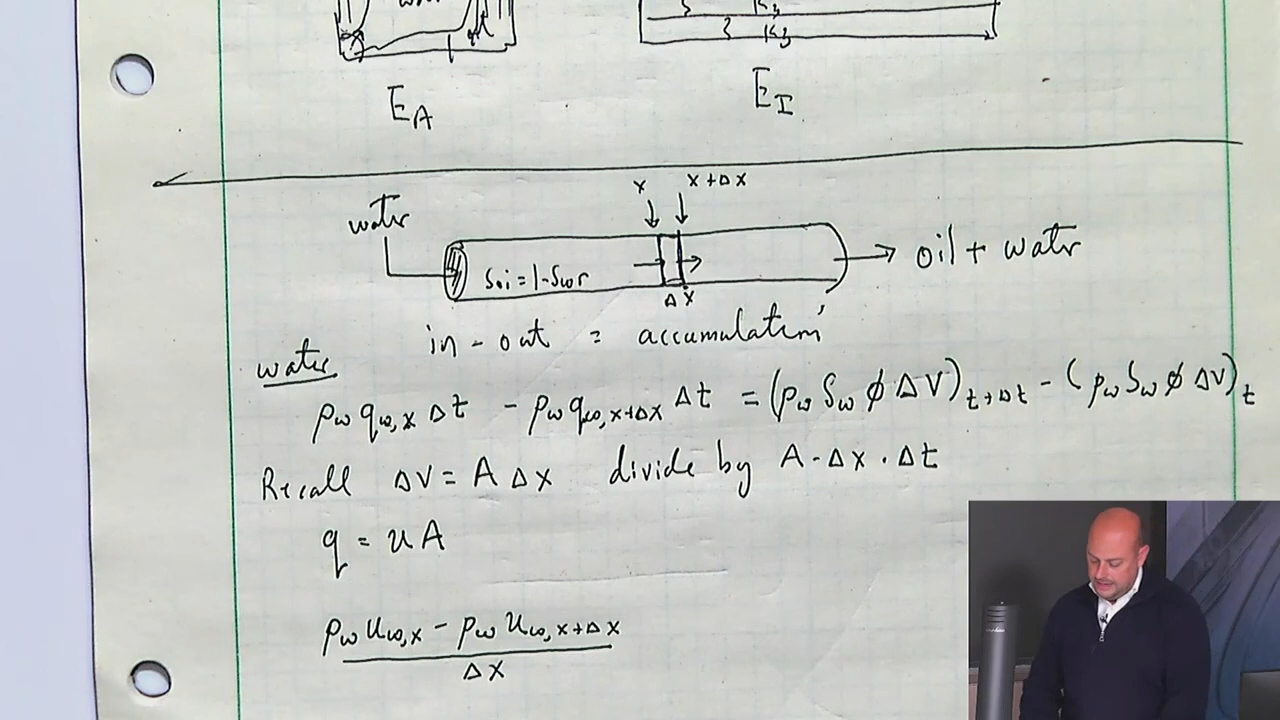 E_A
E_I
x
x + Δx
water
S_oi = 1 - S_wr
oil + water
Δx
in - out = accumulation
water
ρ_w q_w,x Δt - ρ_w q_w,x+Δx Δt = (ρ_w S_w ϕ ΔV)_t+Δt - (ρ_w S_w ϕ ΔV)_t
Recall ΔV = A Δx divide by A · Δx · Δt
q = u A
ρ_w u_w,x - ρ_w u_w,x+Δx
Δx